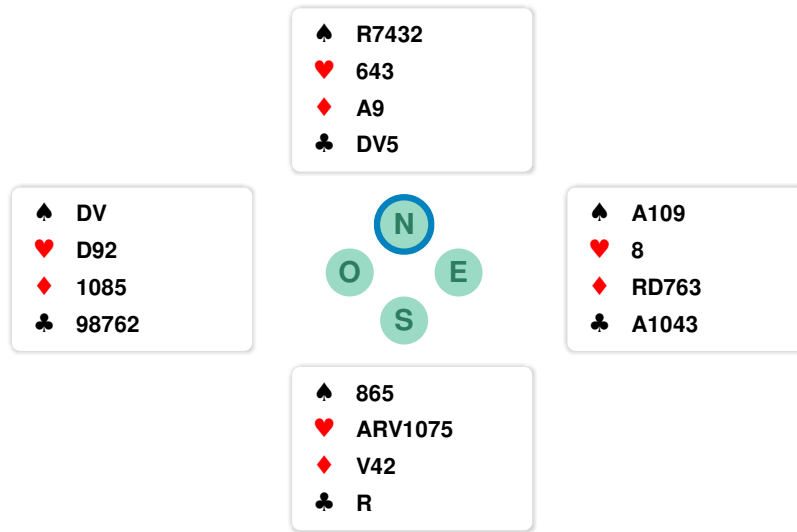 ♠ R7432
♥ 643
♦ A9
♣ DV5
♠ DV
♥ D92
♦ 1085
♣ 98762
N
O E
S
♠ A109
♥ 8
♦ RD763
♣ A1043
♠ 865
♥ ARV1075
♦ V42
♣ R